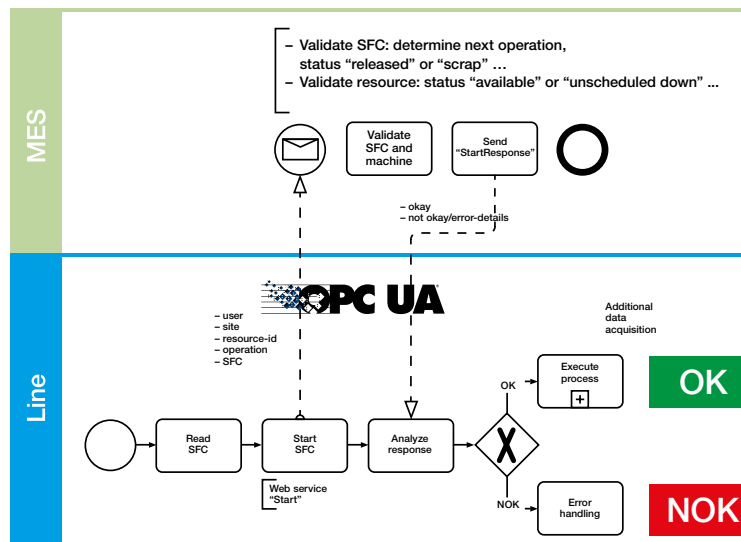 MES
– Validate SFC: determine next operation,
status “released” or “scrap” …
– Validate resource: status “available” or “unscheduled down” ...
Validate
SFC and
machine
Send
“StartResponse”
– okay
– not okay/error-details
Line
OPC UA
– user
– site
– resource-id
– operation
– SFC
Additional
data
acquisition
Read
SFC
Start
SFC
Analyze
response
OK
Execute
process
OK
Web service
“Start”
NOK
Error
handling
NOK